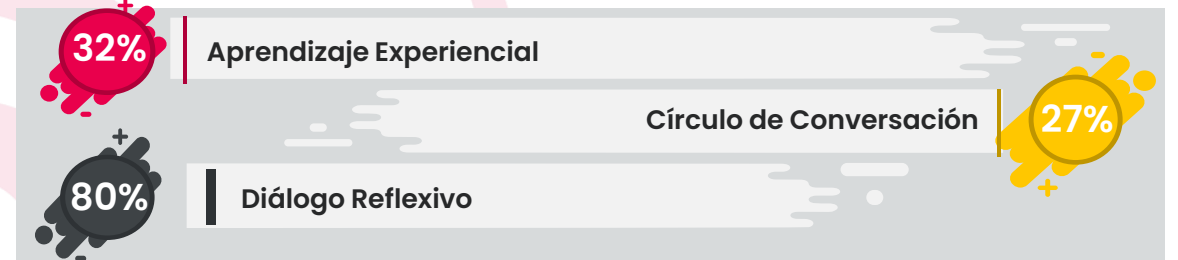 32%
Aprendizaje Experiencial
Círculo de Conversación
27%
80%
Diálogo Reflexivo